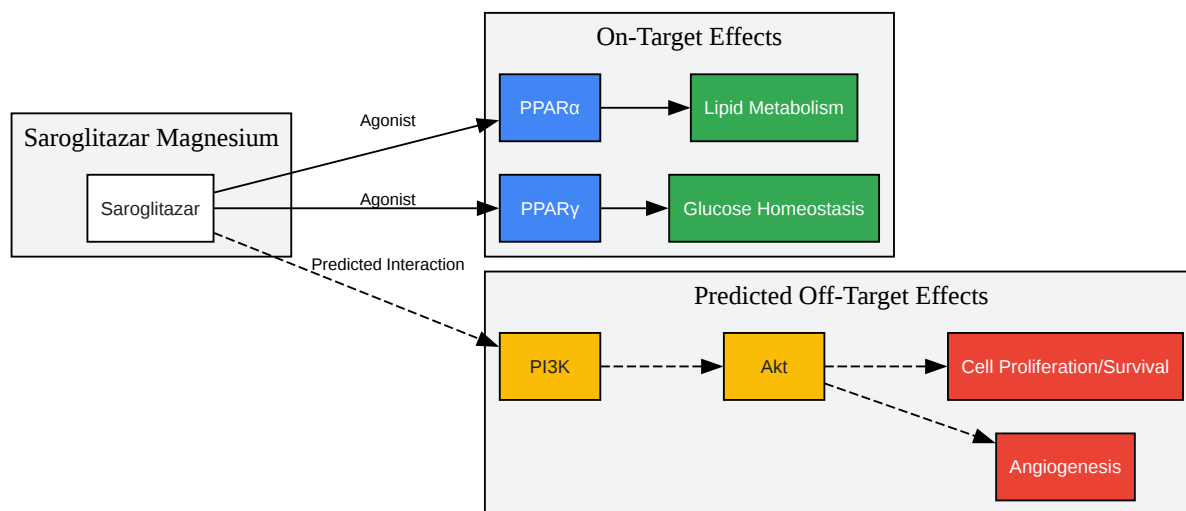 On-Target Effects
PPARα
Lipid Metabolism
Agonist
Saroglitazar Magnesium
Saroglitazar
Agonist
PPARγ
Glucose Homeostasis
Predicted Interaction
Predicted Off-Target Effects
PI3K
Akt
Cell Proliferation/Survival
Angiogenesis